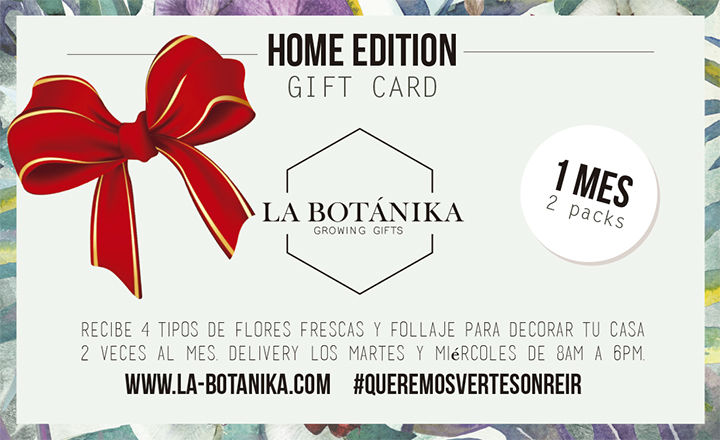 HOME EDITION
GIFT CARD
1 MES
2 packs
LA BOTÁNIKA
GROWING GIFTS
RECIBE 4 TIPOS DE FLORES FRESCAS Y FOLLAJE PARA DECORAR TU CASA
2 VECES AL MES. DELIVERY LOS MARTES Y MIéRCOLES DE 8AM A 6PM.
WWW.LA-BOTANIKA.COM #QUEREMOSVERTESONREIR